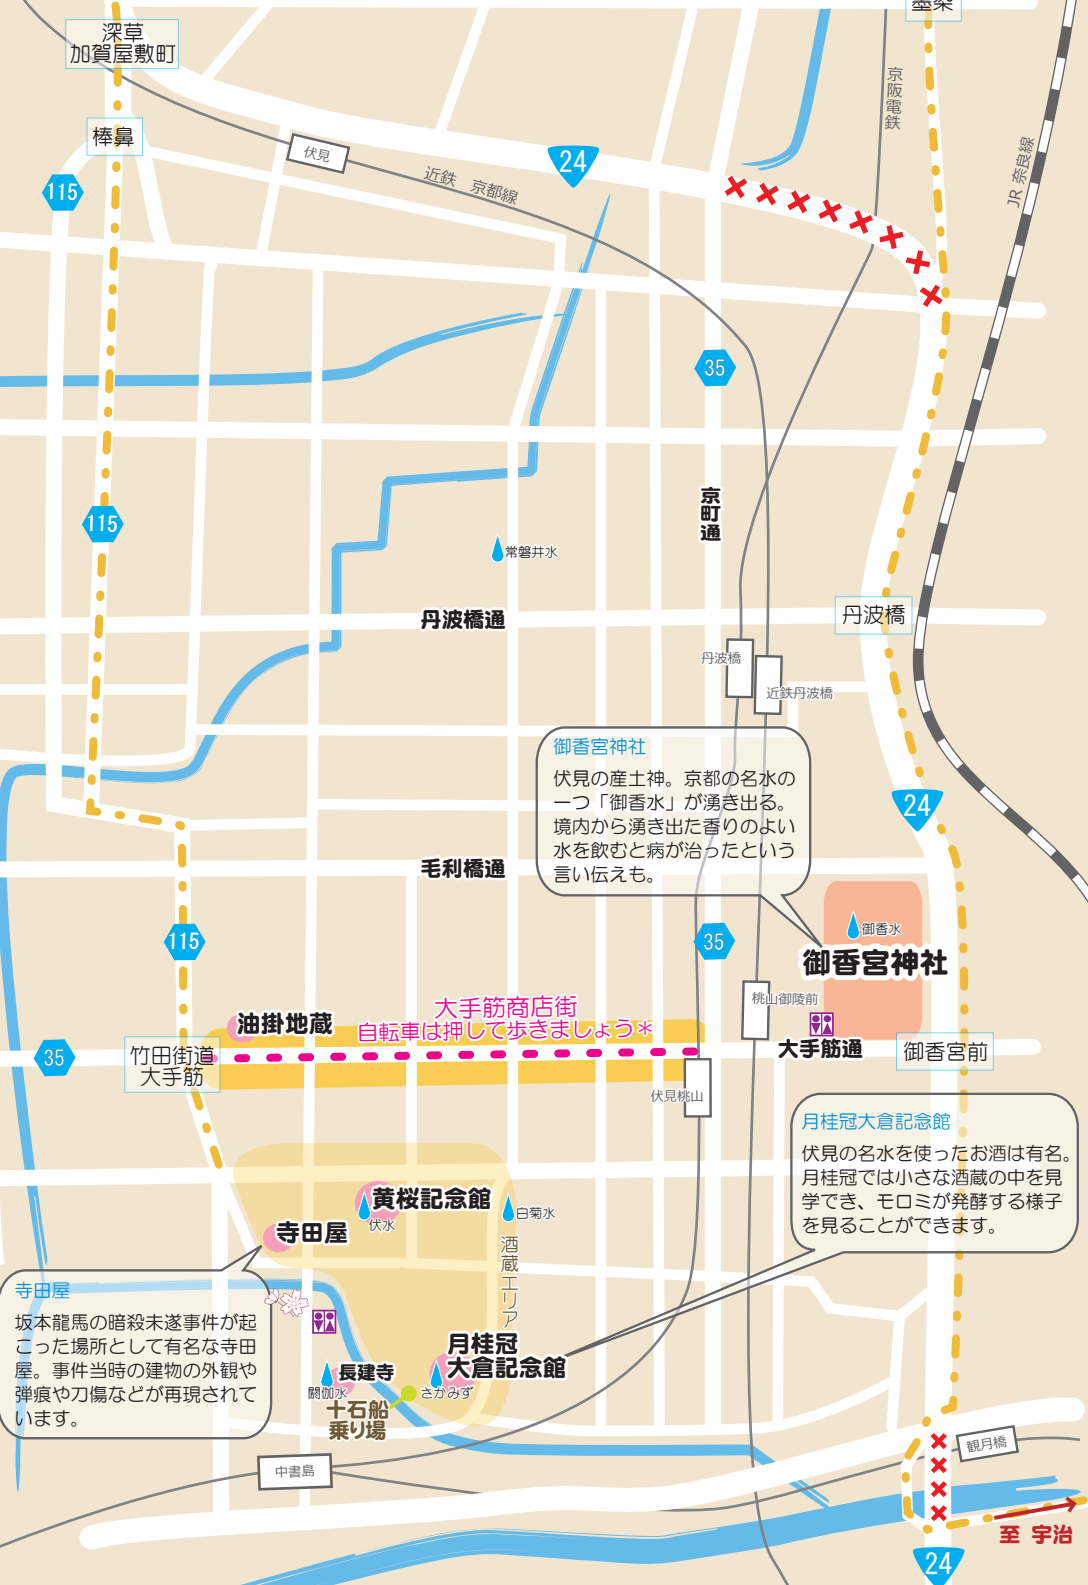 深草
加賀屋敷町
墨染
棒鼻
伏見
近鉄 京都線
24
京阪電鉄
JR 奈良線
115
35
京町通
115
常磐井水
丹波橋通
丹波橋
丹波橋
近鉄丹波橋
御香宮神社
伏見の産土神。京都の名水の
一つ「御香水」が湧き出る。
境内から湧き出た香りのよい
水を飲むと病が治ったという
言い伝えも。
24
毛利橋通
115
35
御香水
御香宮神社
桃山御陵前
大手筋通
御香宮前
油掛地蔵
大手筋商店街
自転車は押して歩きましょう＊
35
竹田街道
大手筋
伏見桃山
月桂冠大倉記念館
伏見の名水を使ったお酒は有名。
月桂冠では小さな酒蔵の中を見
学でき、モロミが発酵する様子
を見ることができます。
黄桜記念館
伏水
白菊水
寺田屋
酒蔵エリア
寺田屋
坂本龍馬の暗殺未遂事件が起
こった場所として有名な寺田
屋。事件当時の建物の外観や
弾痕や刀傷などが再現されて
います。
月桂冠
大倉記念館
さかみず
長建寺
閼伽水
十石船
乗り場
中書島
観月橋
至 宇治
24